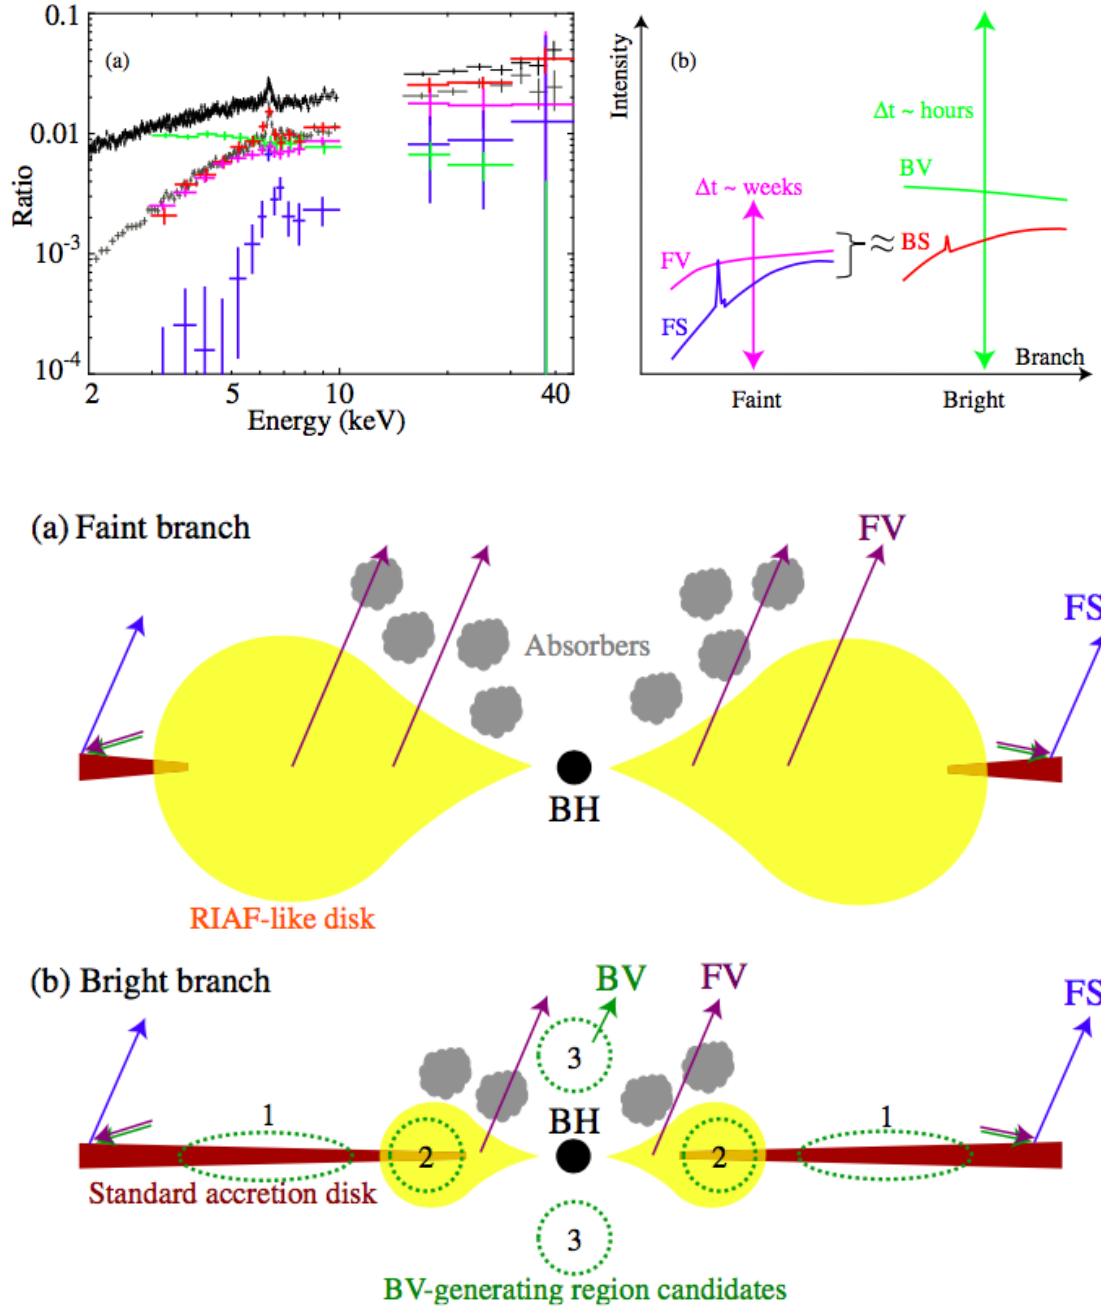 0.1
(a)
0.01
10-3
10-4
Ratio
2
5
10
40
Energy (keV)
Intensity
(b)
Δt ~ hours
BV
Δt ~ weeks
FV
} ≈ BS
FS
Branch
Faint
Bright
(a) Faint branch
FV
FS
Absorbers
BH
RIAF-like disk
(b) Bright branch
BV
FV
FS
3
1
BH
1
2
2
Standard accretion disk
3
BV-generating region candidates